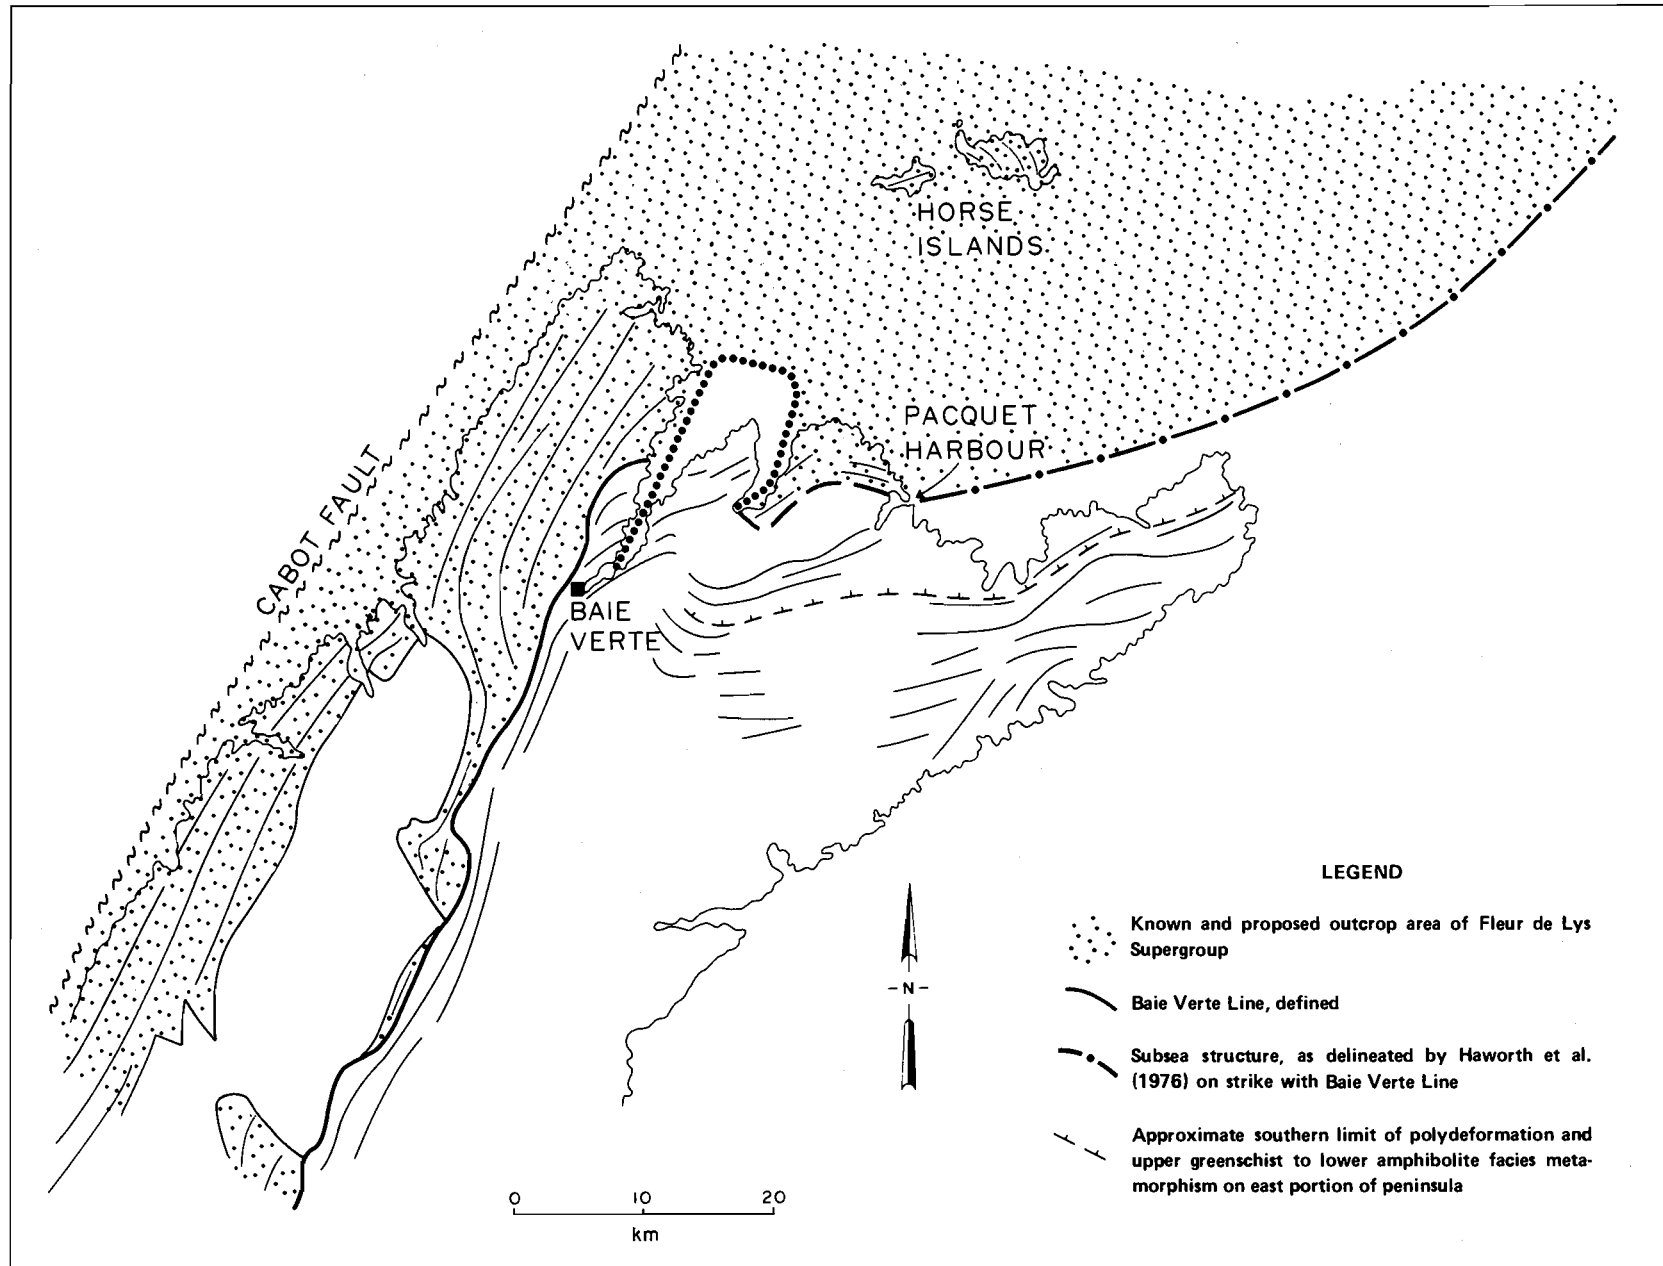 HORSE
ISLANDS
PACQUET
HARBOUR
CABOT FAULT
BAIE
VERTE
LEGEND
Known and proposed outcrop area of Fleur de Lys
Supergroup
Baie Verte Line, defined
Subsea structure, as delineated by Haworth et al.
(1976) on strike with Baie Verte Line
Approximate southern limit of polydeformation and
upper greenschist to lower amphibolite facies meta-
morphism on east portion of peninsula
-N-
0 10 20
km